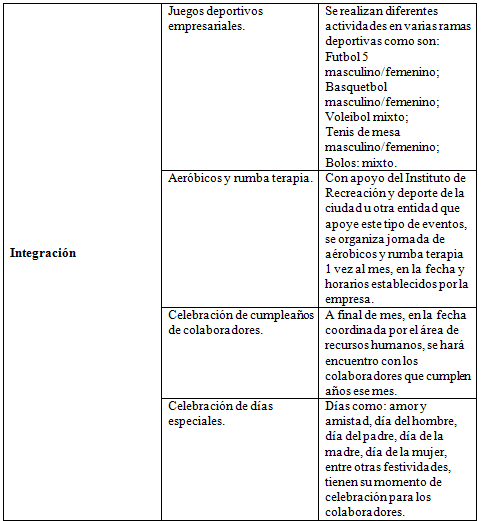 Integración
Juegos deportivos
empresariales.
Se realizan diferentes
actividades en varias ramas
deportivas como son:
Futbol 5
masculino/femenino;
Basquetbol
masculino/femenino;
Voleibol mixto;
Tenis de mesa
masculino/femenino;
Bolos: mixto.
Aeróbicos y rumba terapia.
Con apoyo del Instituto de
Recreación y deporte de la
ciudad u otra entidad que
apoye este tipo de eventos,
se organiza jornada de
aérobicos y rumba terapia
1 vez al mes, en la fecha y
horarios establecidos por la
empresa.
Celebración de cumpleaños
de colaboradores.
A final de mes, en la fecha
coordinada por el área de
recursos humanos, se hará
encuentro con los
colaboradores que cumplen
años ese mes.
Celebración de días
especiales.
Días como: amor y
amistad, día del hombre,
día del padre, día de la
madre, día de la mujer,
entre otras festividades,
tienen su momento de
celebración para los
colaboradores.